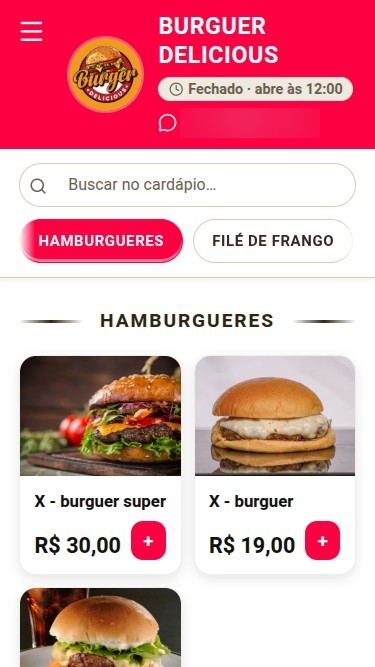 BURGUER
DELICIOUS
Burger
DELICIOUS
Fechado · abre às 12:00
Buscar no cardápio...
HAMBURGUERES
FILÉ DE FRANGO
HAMBURGUERES
X - burguer super
X - burguer
R$ 30,00
+
R$ 19,00
+